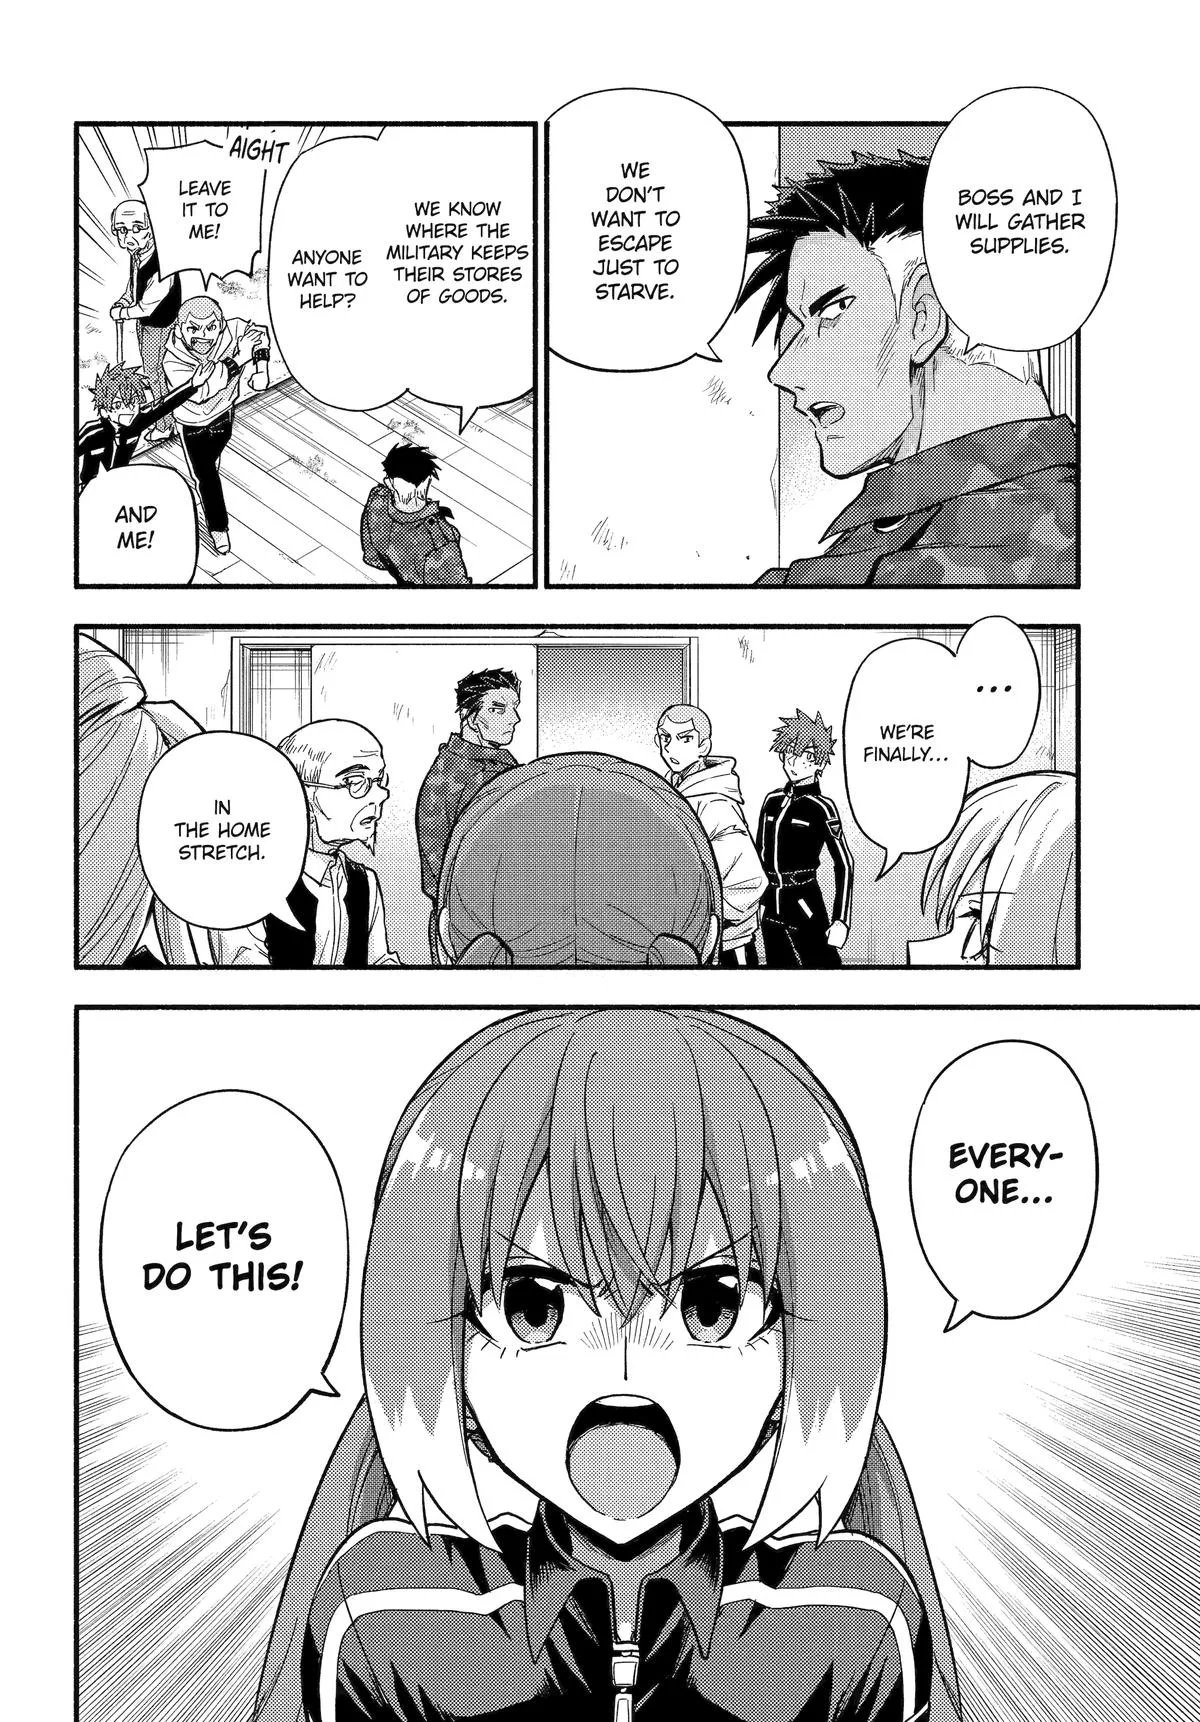 BOSS AND I
WILL GATHER
SUPPLIES.
WE
DON'T
WANT TO
ESCAPE
JUST TO
STARVE.
WE KNOW
WHERE THE
MILITARY KEEPS
THEIR STORES
OF GOODS.
ANYONE
WANT TO
HELP?
AIGHT
LEAVE
IT TO
ME!
AND
ME!
...
WE'RE
FINALLY...
IN
THE HOME
STRETCH.
EVERY-
ONE...
LET'S
DO THIS!